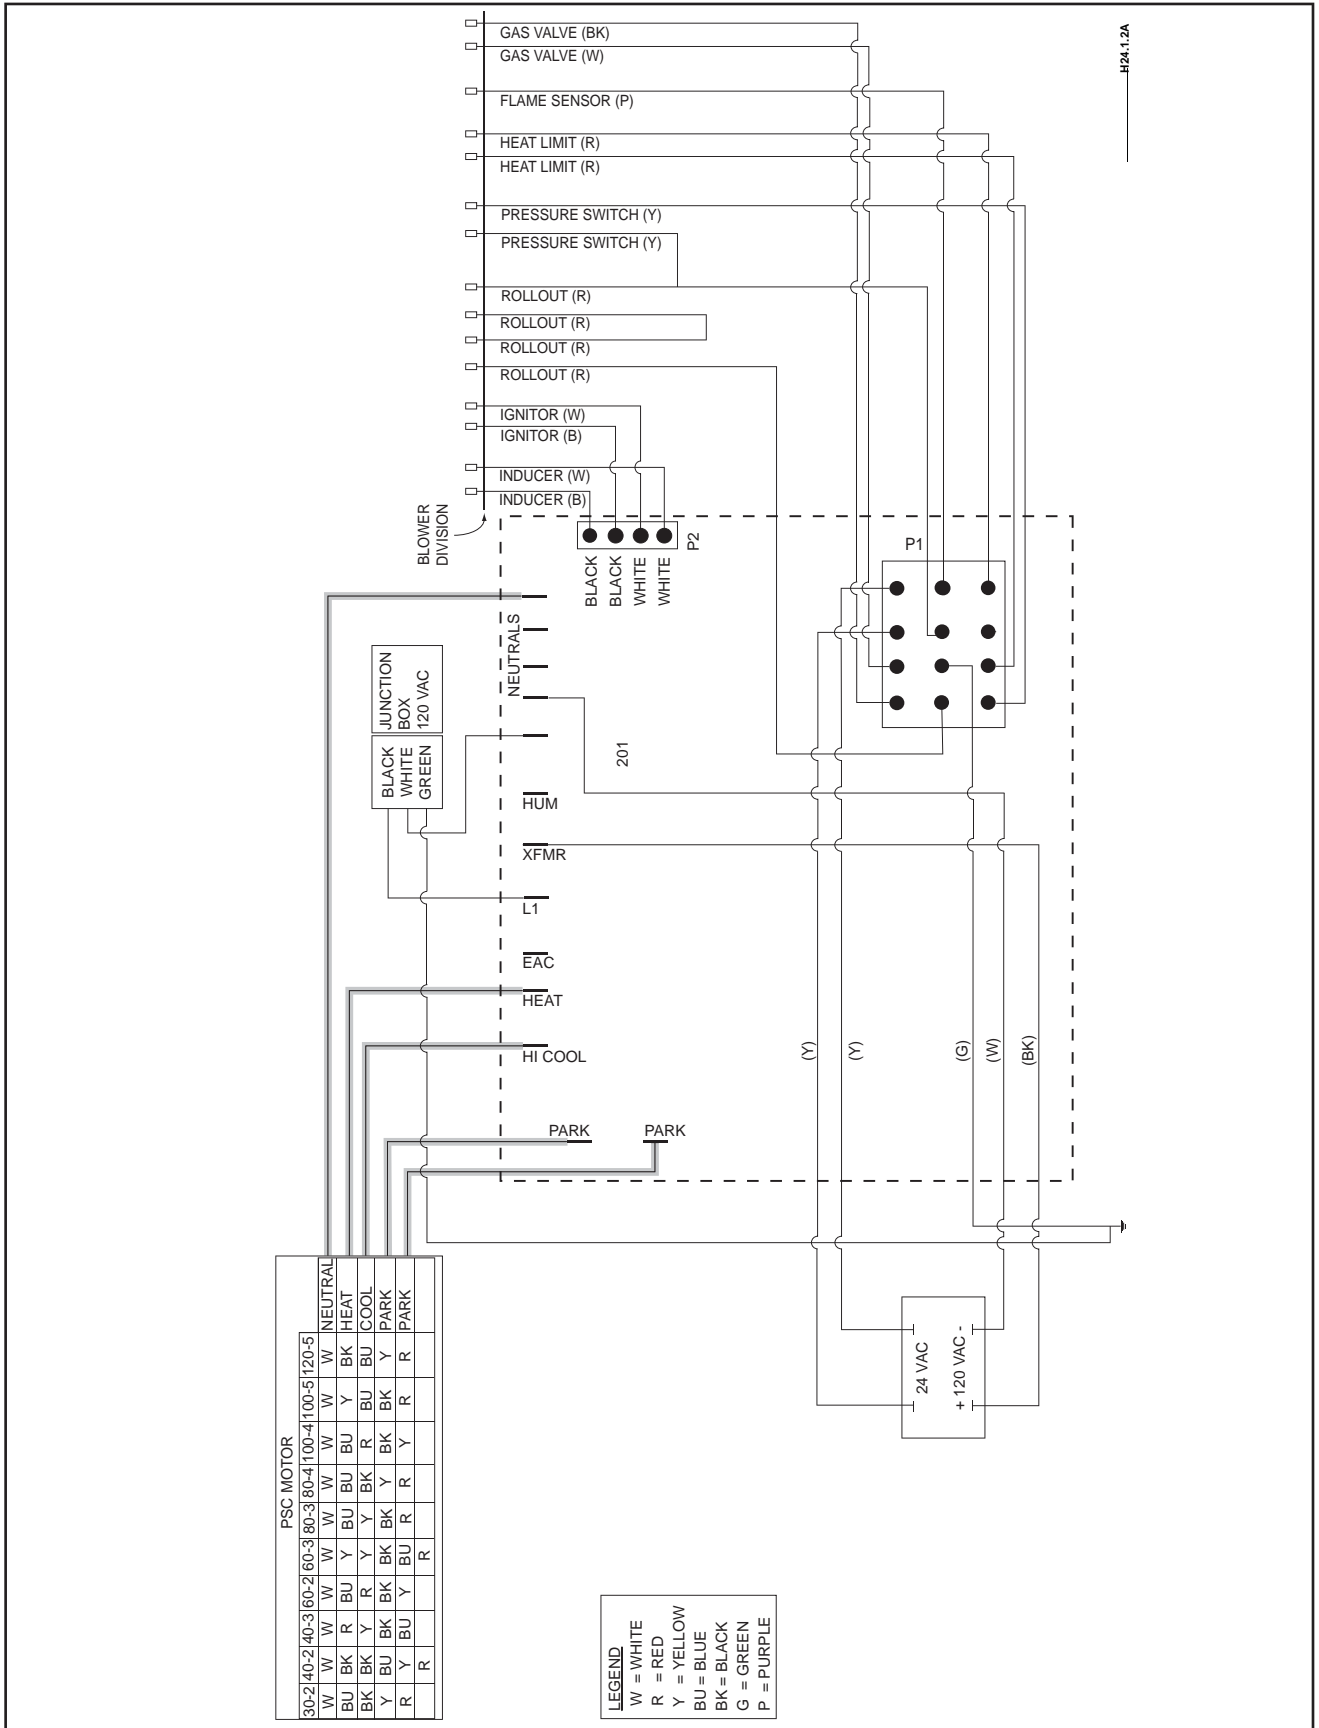 GAS VALVE (BK)
GAS VALVE (W)
FLAME SENSOR (P)
HEAT LIMIT (R)
HEAT LIMIT (R)
PRESSURE SWITCH (Y)
PRESSURE SWITCH (Y)
ROLLOUT (R)
ROLLOUT (R)
ROLLOUT (R)
ROLLOUT (R)
IGNITOR (W)
IGNITOR (B)
INDUCER (W)
INDUCER (B)
H24.1.2A
BLOWER
DIVISION
P2
BLACK
BLACK
WHITE
WHITE
P1
NEUTRALS
JUNCTION
BOX
120 VAC
BLACK
WHITE
GREEN
201
HUM
XFMR
L1
EAC
HEAT
HI COOL
PARK
PARK
(Y)
(Y)
(G)
(W)
(BK)
24 VAC
+ 120 VAC -
PSC MOTOR
30-2 40-2 40-3 60-2 60-3 80-3 80-4 100-4 100-5 120-5
W W W W W W W W W W NEUTRAL
BU BK R BU Y BU BU BU Y BK HEAT
BK BK Y R Y Y BK R BU BU COOL
Y BU BK BK BK BK Y BK BK Y PARK
R Y BU Y BU R R Y R R PARK
R R
LEGEND
W = WHITE
R = RED
Y = YELLOW
BU = BLUE
BK = BLACK
G = GREEN
P = PURPLE